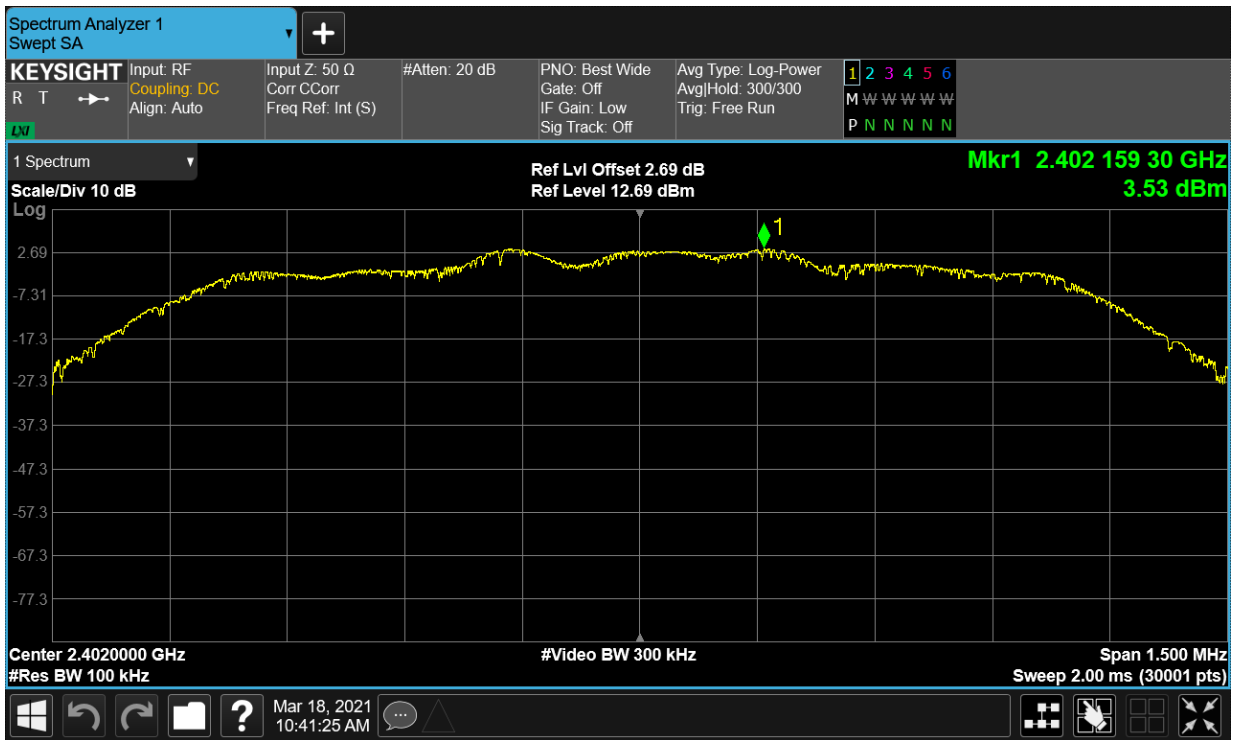 Spectrum Analyzer 1
Swept SA
KEYSIGHT
R T
LXI
Input: RF
Coupling: DC
Align: Auto
Input Z: 50 Ω
Corr CCorr
Freq Ref: Int (S)
#Atten: 20 dB
PNO: Best Wide
Gate: Off
IF Gain: Low
Sig Track: Off
Avg Type: Log-Power
Avg|Hold: 300/300
Trig: Free Run
1 2 3 4 5 6
M W W W W W
P N N N N N
1 Spectrum
Scale/Div 10 dB
Log
Ref Lvl Offset 2.69 dB
Ref Level 12.69 dBm
Mkr1 2.402 159 30 GHz
3.53 dBm
1
2.69
-7.31
-17.3
-27.3
-37.3
-47.3
-57.3
-67.3
-77.3
Center 2.4020000 GHz
#Res BW 100 kHz
#Video BW 300 kHz
Span 1.500 MHz
Sweep 2.00 ms (30001 pts)
?
Mar 18, 2021
10:41:25 AM